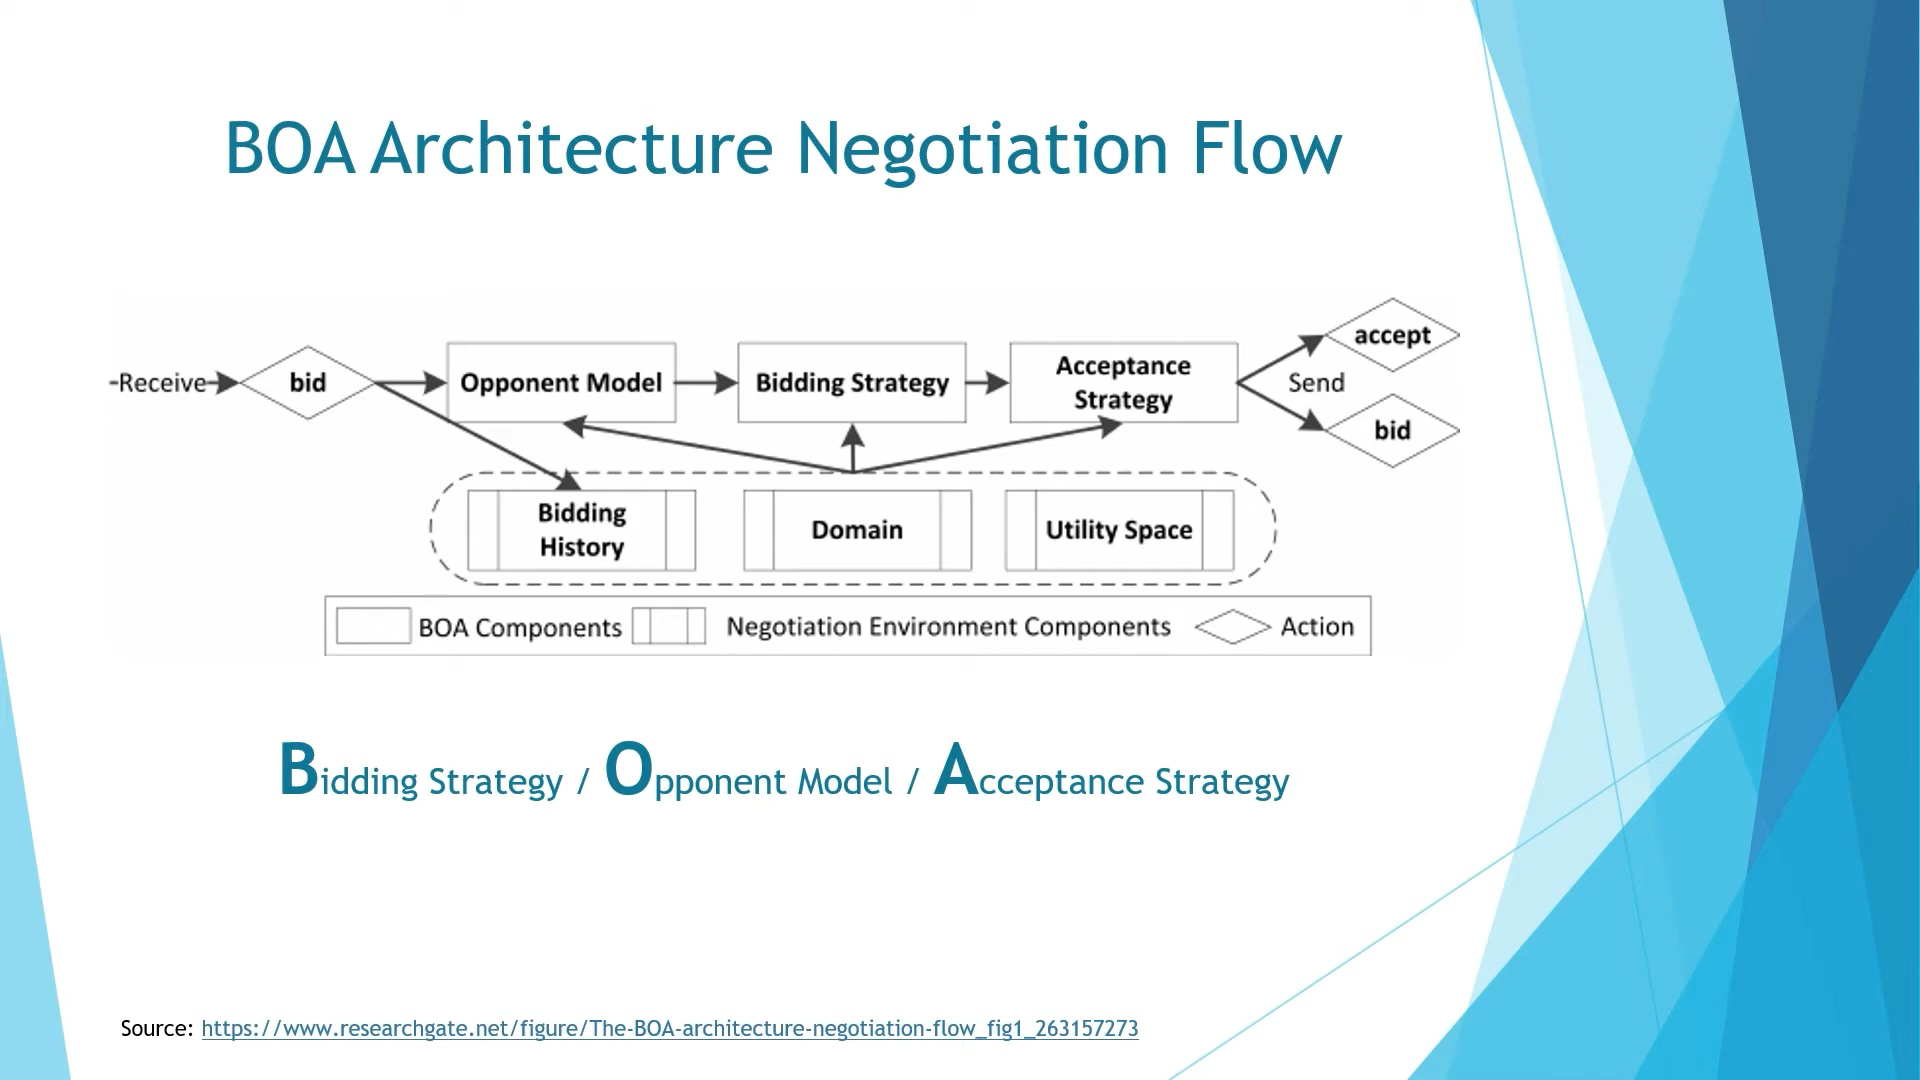 BOA Architecture Negotiation Flow
Receive
bid
Opponent Model
Bidding Strategy
Acceptance
Strategy
Send
accept
bid
Bidding
History
Domain
Utility Space
BOA Components
Negotiation Environment Components
Action
Bidding Strategy / Opponent Model / Acceptance Strategy
Source: https://www.researchgate.net/figure/The-BOA-architecture-negotiation-flow_fig1_263157273